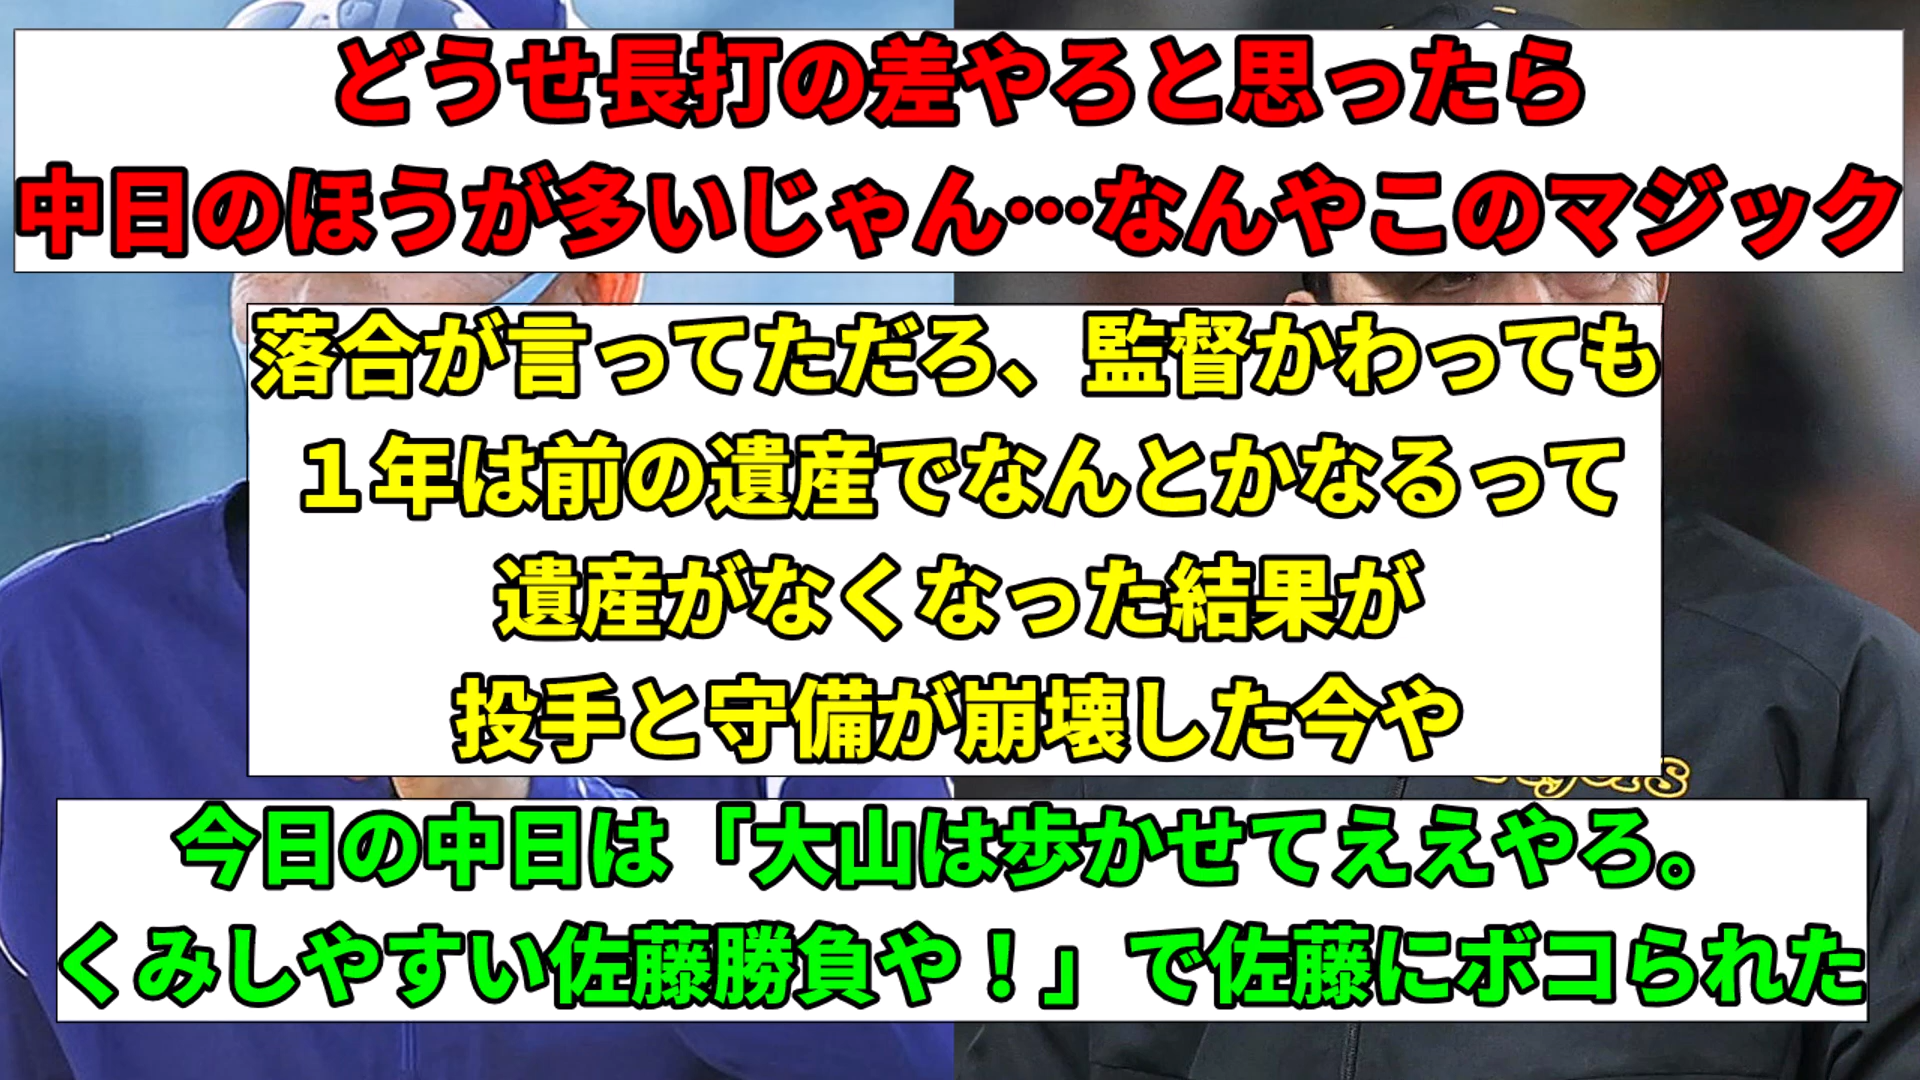 どうせ長打の差やろと思ったら
中日のほうが多いじゃん…なんやこのマジック
落合が言ってただだろ、監督かわっても
１年は前の遺産でなんとかなるって
遺産がなくなった結果が
投手と守備が崩壊した今や
今日の中日は「大山は歩かせてええやろ。
くみしやすい佐藤勝負や！」で佐藤にボコられた